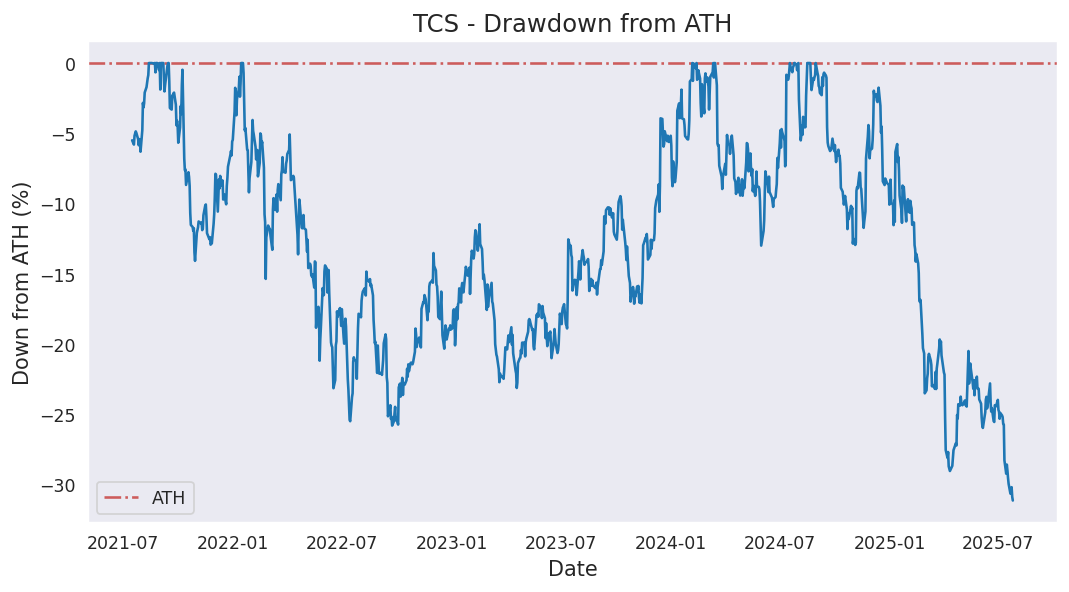 TCS - Drawdown from ATH
Down from ATH (%)
0
−5
−10
−15
−20
−25
−30
ATH
2021-07 2022-01 2022-07 2023-01 2023-07 2024-01 2024-07 2025-01 2025-07
Date